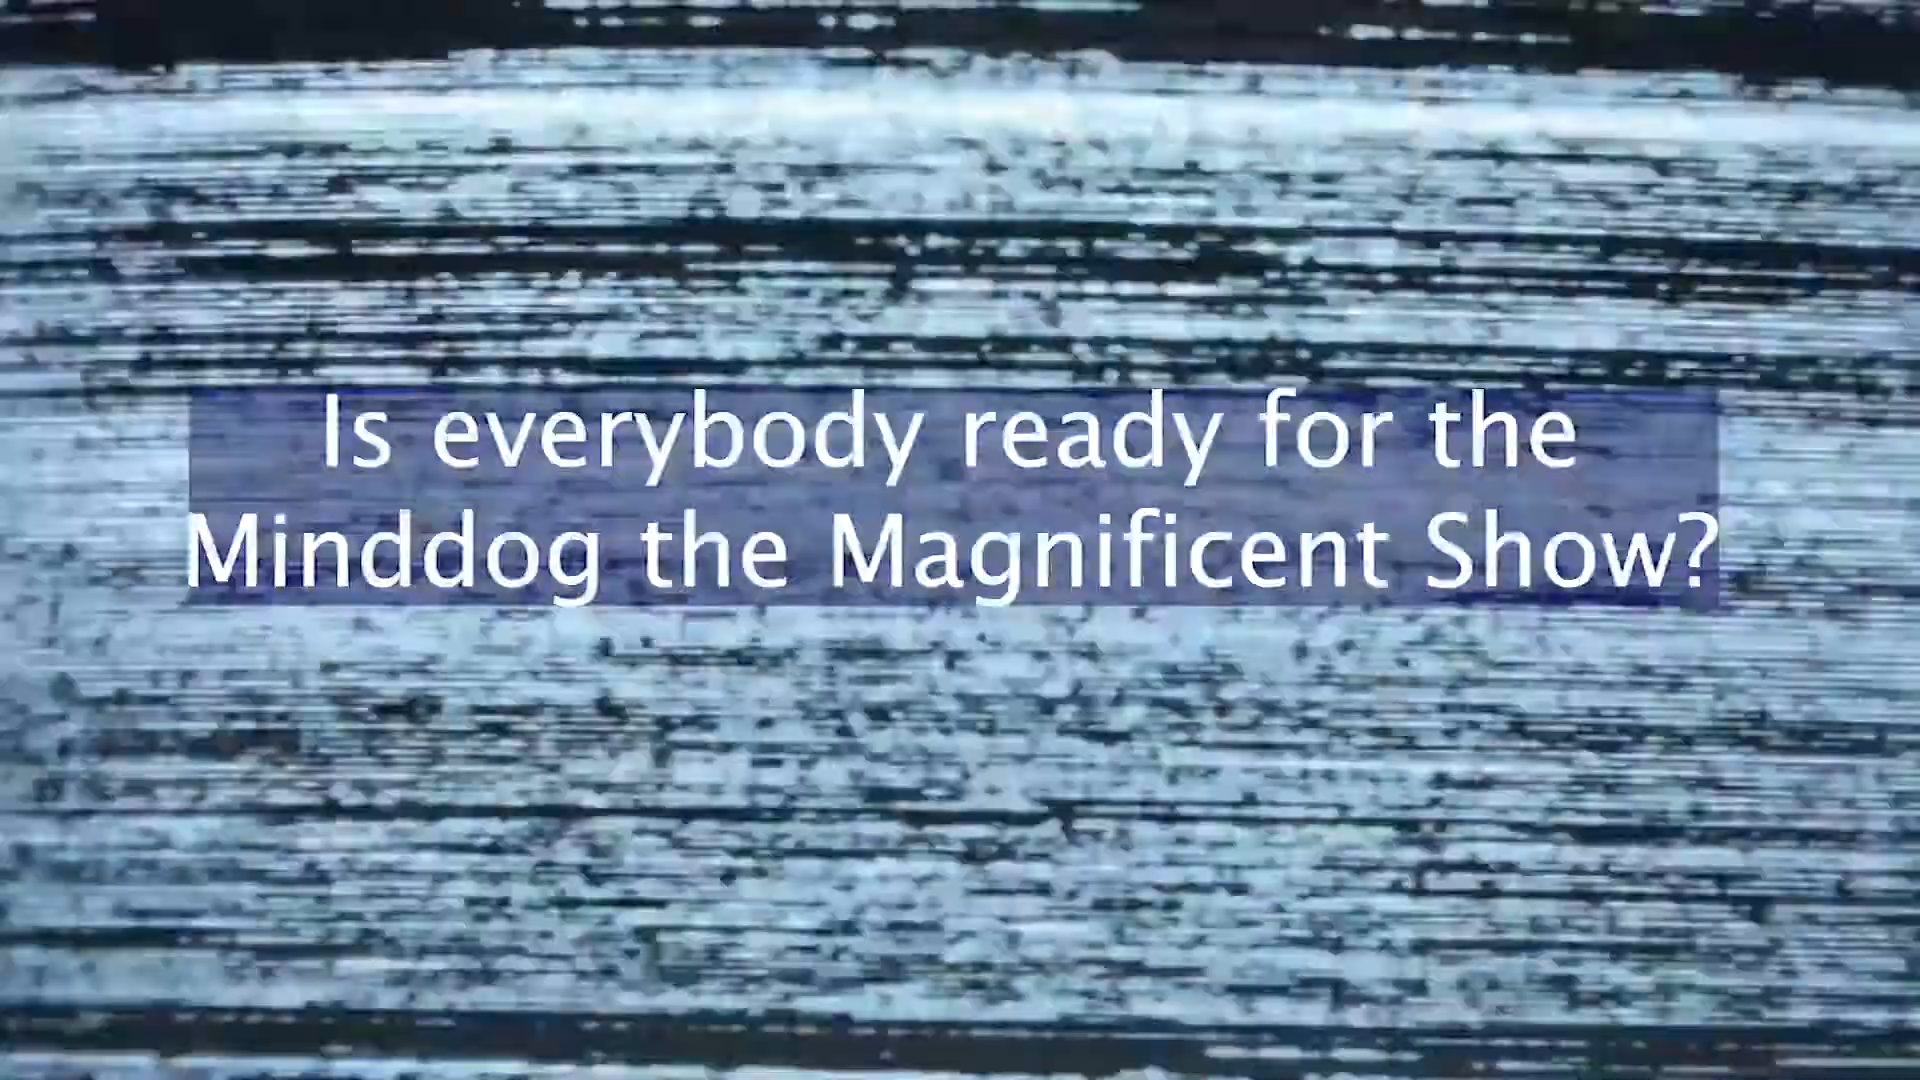 Is everybody ready for the
Minddog the Magnificent Show?